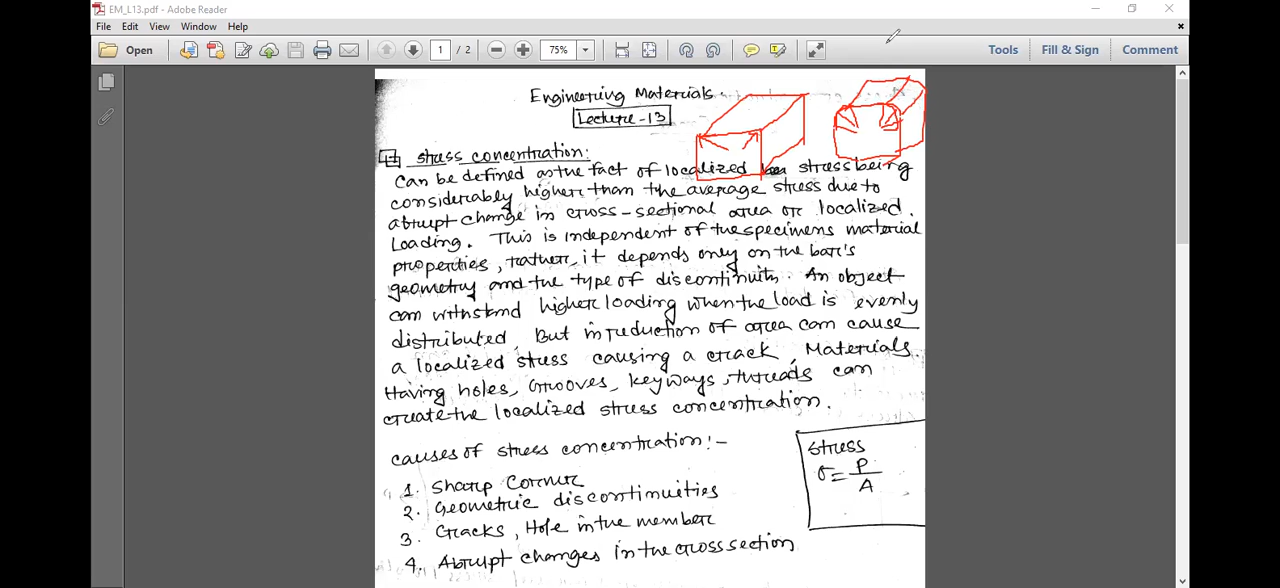 EM_L13.pdf - Adobe Reader
File Edit View Window Help
Open 1 / 2 75% Tools Fill & Sign Comment
Engineering Materials.
Lecture-13
Stress concentration:
Can be defined as the fact of localized stress being
considerably higher than the average stress due to
abrupt change in cross-sectional area or localized.
Loading. This is independent of the specimens material
properties, rather, it depends only on the bar's
geometry and the type of discontinuity. An object
can withstand higher loading when the load is evenly
distributed, But in reduction of area can cause
a localized stress causing a crack, Materials.
Having holes, Grooves, keyways, threads can
create the localized stress concentration.
causes of stress concentration:-
1. Sharp Corner
2. Geometric discontinuities
3. Cracks, Hole in the member
4. Abrupt changes in the cross section
Stress
σ = P
A